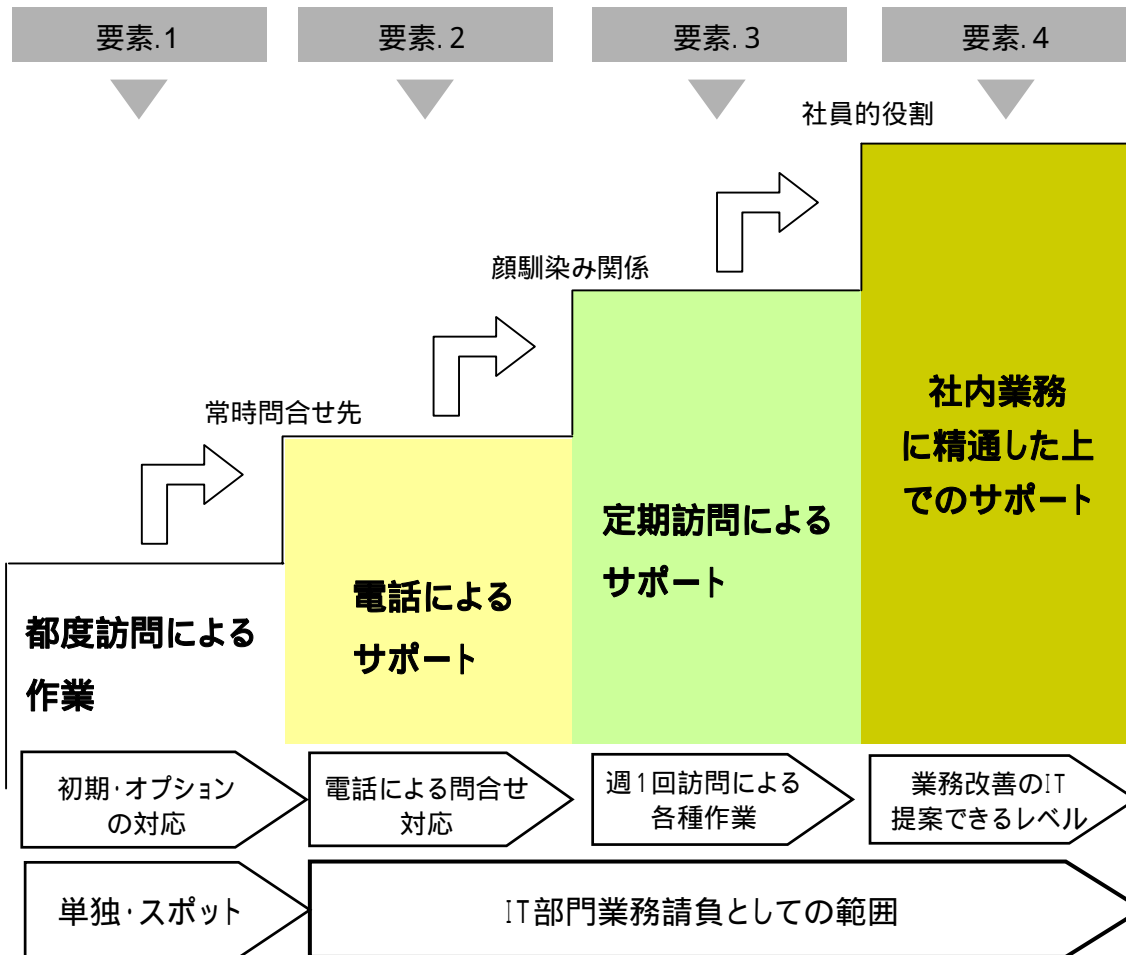 要素.1
要素.2
要素.3
要素.4
社員的役割
顔馴染み関係
常時問合せ先
都度訪問による
作業
電話による
サポート
定期訪問による
サポート
社内業務
に精通した上
でのサポート
初期・オプション
の対応
電話による問合せ
対応
週1回訪問による
各種作業
業務改善のIT
提案できるレベル
単独・スポット
IT部門業務請負としての範囲